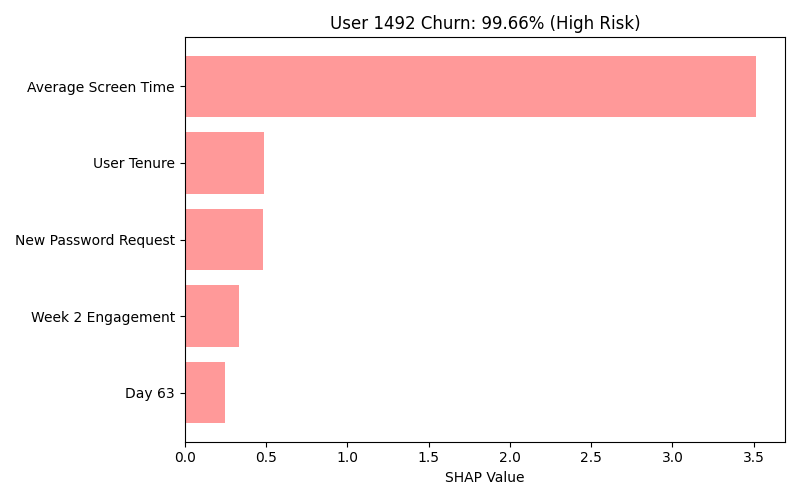 User 1492 Churn: 99.66% (High Risk)
Average Screen Time
User Tenure
New Password Request
Week 2 Engagement
Day 63
0.0 0.5 1.0 1.5 2.0 2.5 3.0 3.5
SHAP Value